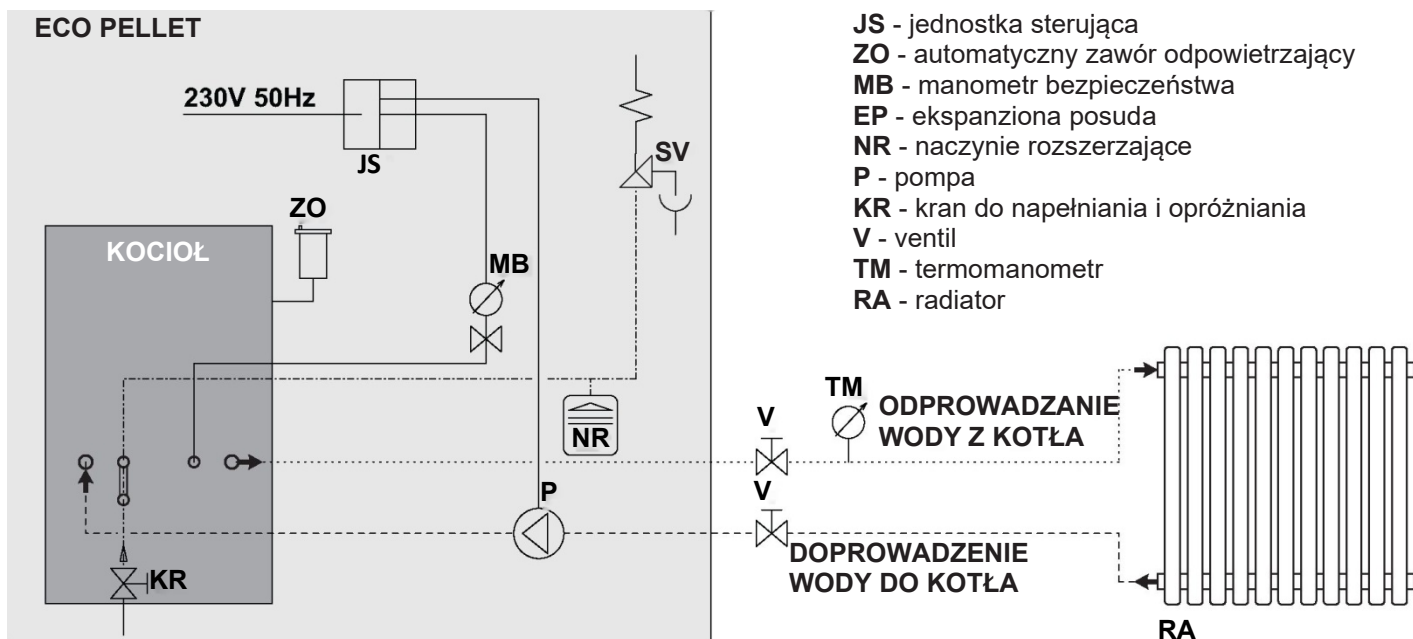 ECO PELLET
230V 50Hz
JS
SV
ZO
KOCIOŁ
MB
NR
P
KR
JS - jednostka sterująca
ZO - automatyczny zawór odpowietrzający
MB - manometr bezpieczeństwa
EP - ekspanziona posuda
NR - naczynie rozszerzające
P - pompa
KR - kran do napełniania i opróżniania
V - ventil
TM - termomanometr
RA - radiator
TM
V
ODPROWADZANIE
WODY Z KOTŁA
V
DOPROWADZENIE
WODY DO KOTŁA
RA